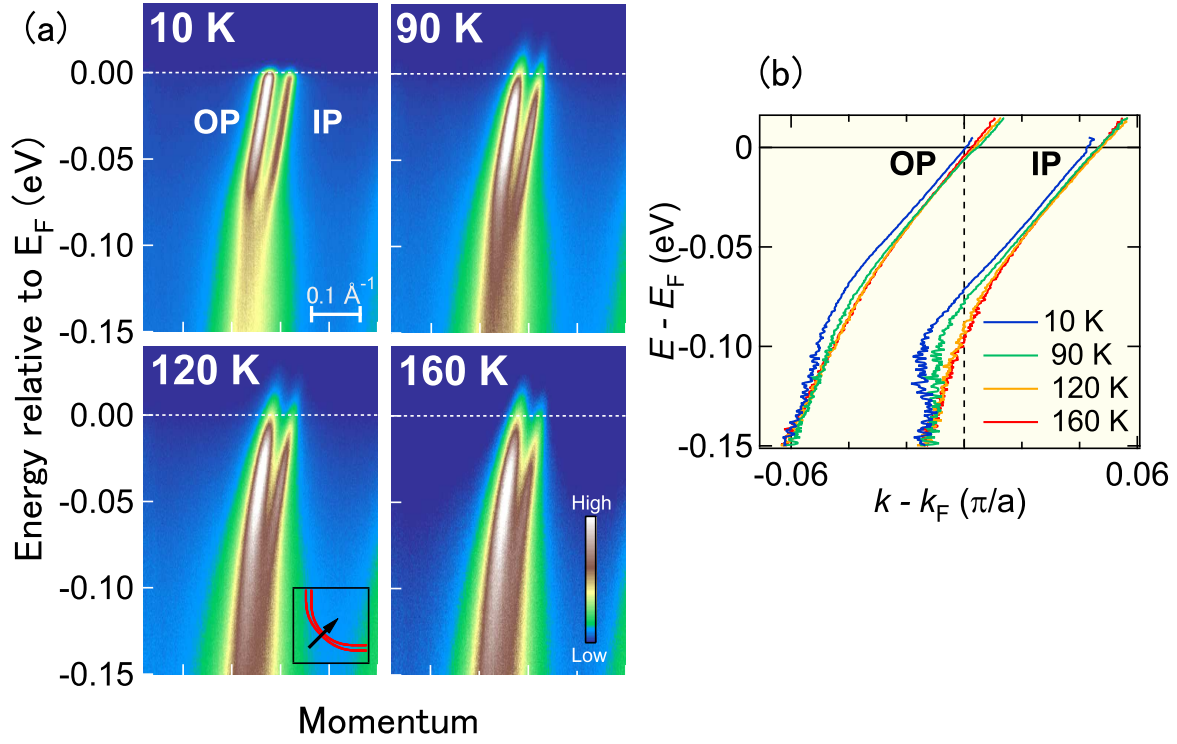 (a)
10 K
90 K
OP
IP
0.1 Å-1
120 K
160 K
High
Low
0.00
-0.05
-0.10
-0.15
0.00
-0.05
-0.10
-0.15
Energy relative to EF (eV)
Momentum
(b)
OP
IP
0
-0.05
-0.10
-0.15
E - EF (eV)
10 K
90 K
120 K
160 K
-0.06
0.06
k - kF (π/a)